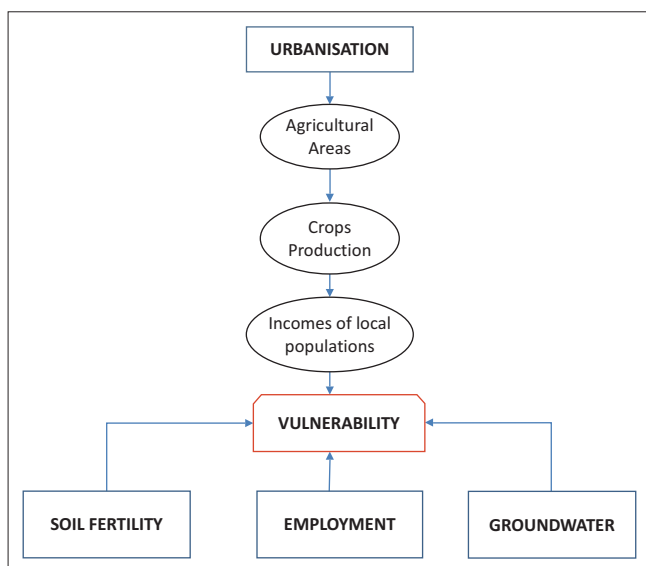 URBANISATION
Agricultural
Areas
Crops
Production
Incomes of local
populations
VULNERABILITY
SOIL FERTILITY
EMPLOYMENT
GROUNDWATER